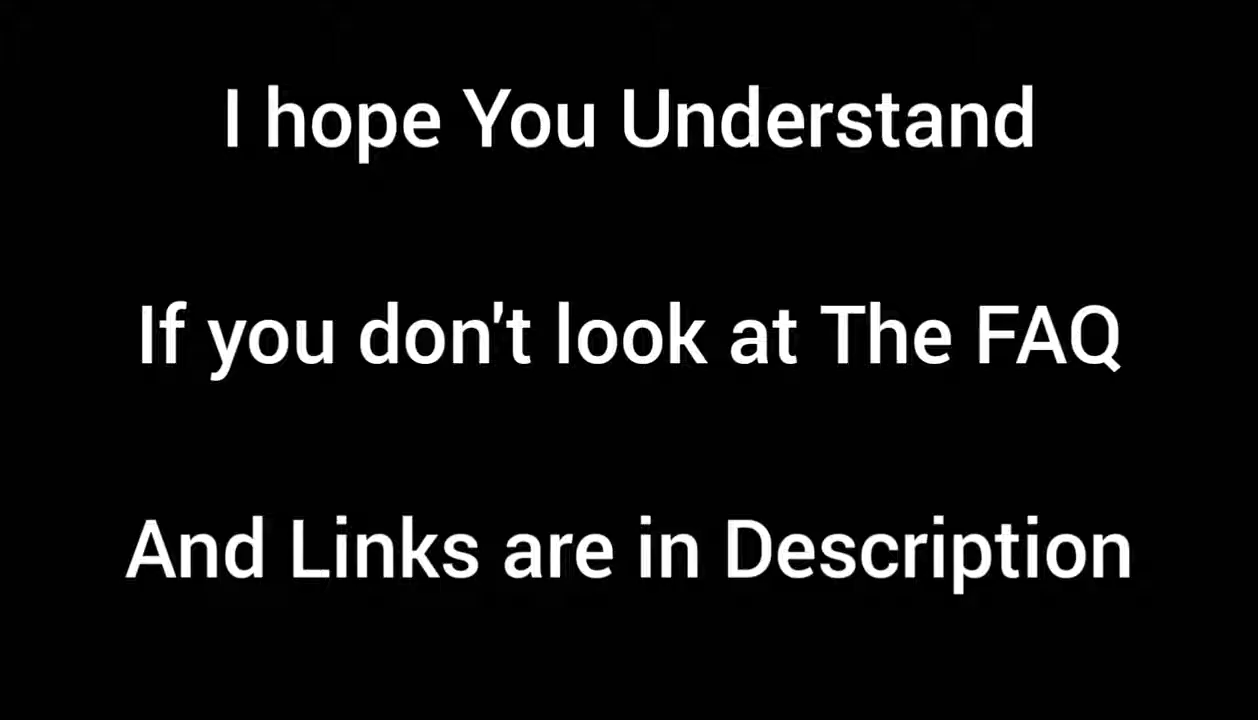 I hope You Understand
If you don't look at The FAQ
And Links are in Description